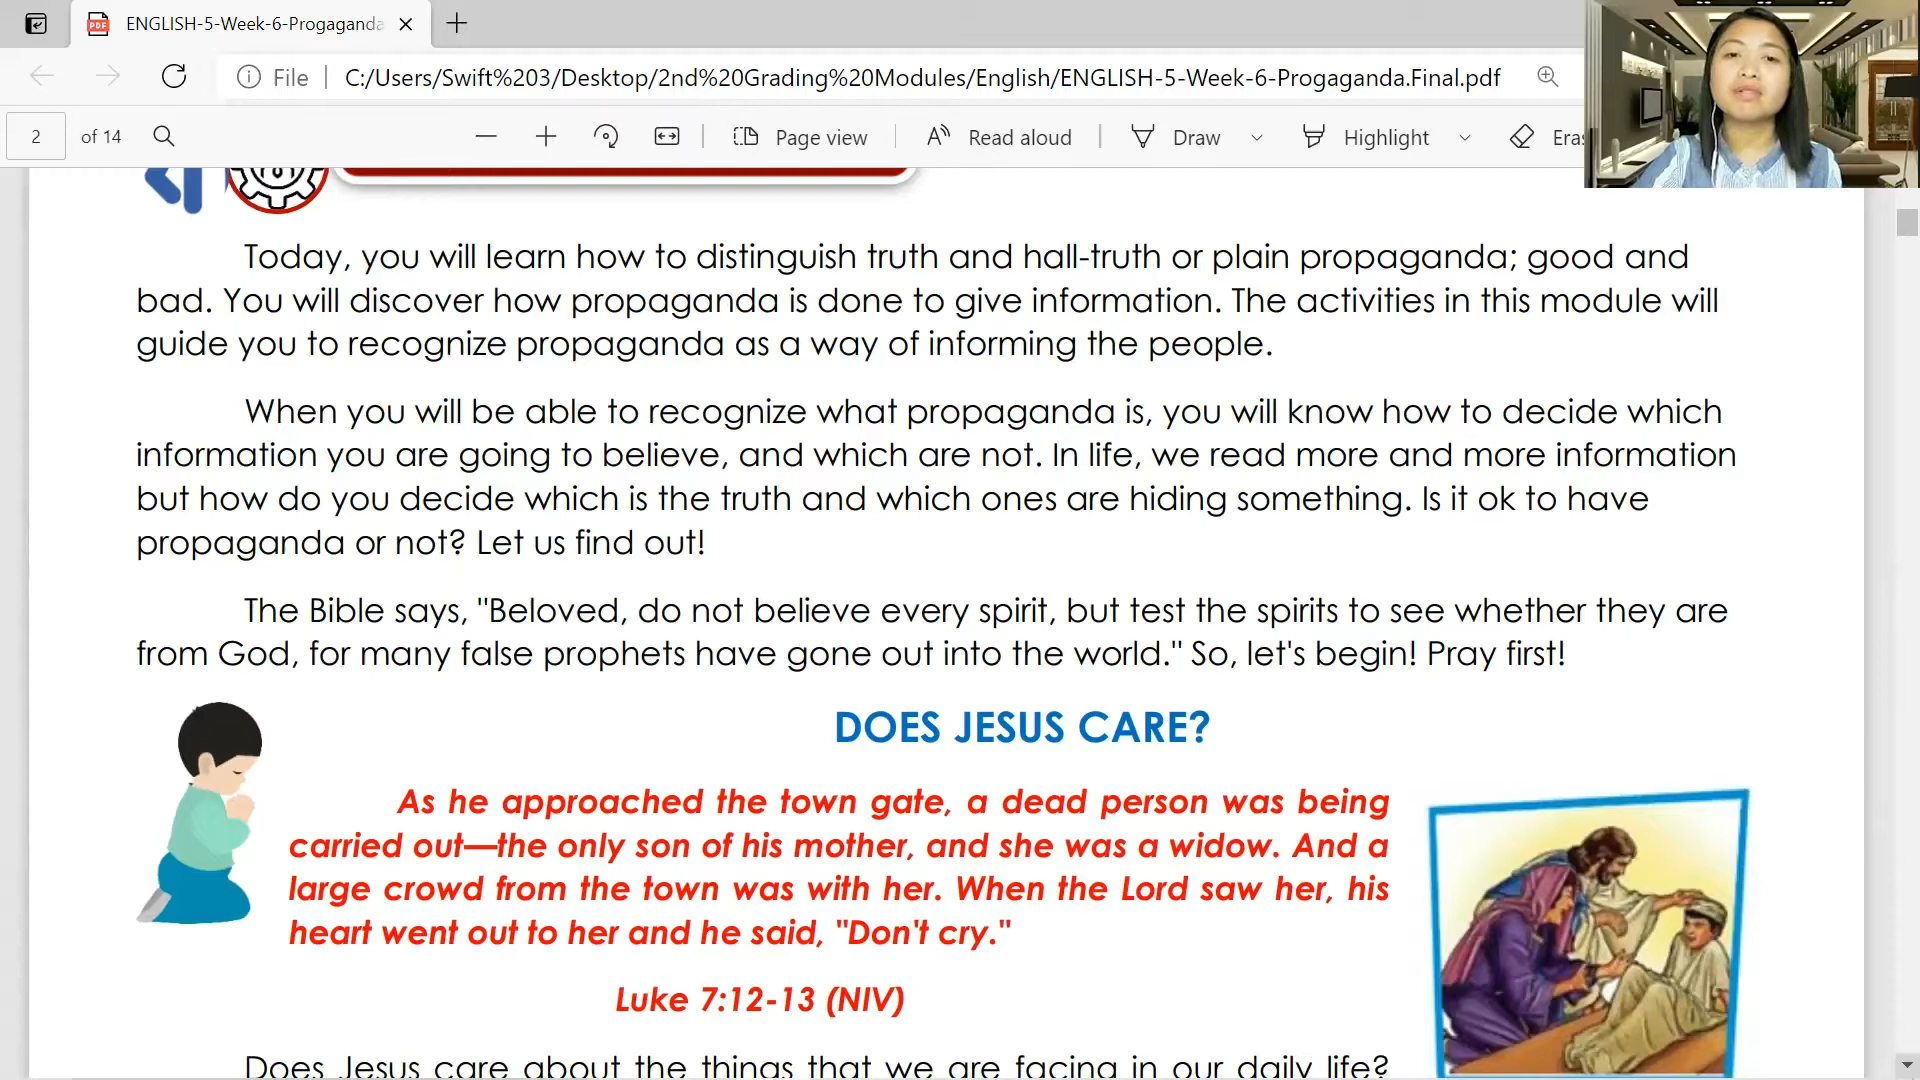 ENGLISH-5-Week-6-Progaganda
File
C:/Users/Swift%203/Desktop/2nd%20Grading%20Modules/English/ENGLISH-5-Week-6-Progaganda.Final.pdf
2 of 14
Page view
Read aloud
Draw
Highlight
Eras
Today, you will learn how to distinguish truth and hall-truth or plain propaganda; good and
bad. You will discover how propaganda is done to give information. The activities in this module will
guide you to recognize propaganda as a way of informing the people.
When you will be able to recognize what propaganda is, you will know how to decide which
information you are going to believe, and which are not. In life, we read more and more information
but how do you decide which is the truth and which ones are hiding something. Is it ok to have
propaganda or not? Let us find out!
The Bible says, "Beloved, do not believe every spirit, but test the spirits to see whether they are
from God, for many false prophets have gone out into the world." So, let's begin! Pray first!
DOES JESUS CARE?
As he approached the town gate, a dead person was being
carried out—the only son of his mother, and she was a widow. And a
large crowd from the town was with her. When the Lord saw her, his
heart went out to her and he said, "Don't cry."
Luke 7:12-13 (NIV)
Does Jesus care about the things that we are facing in our daily life?